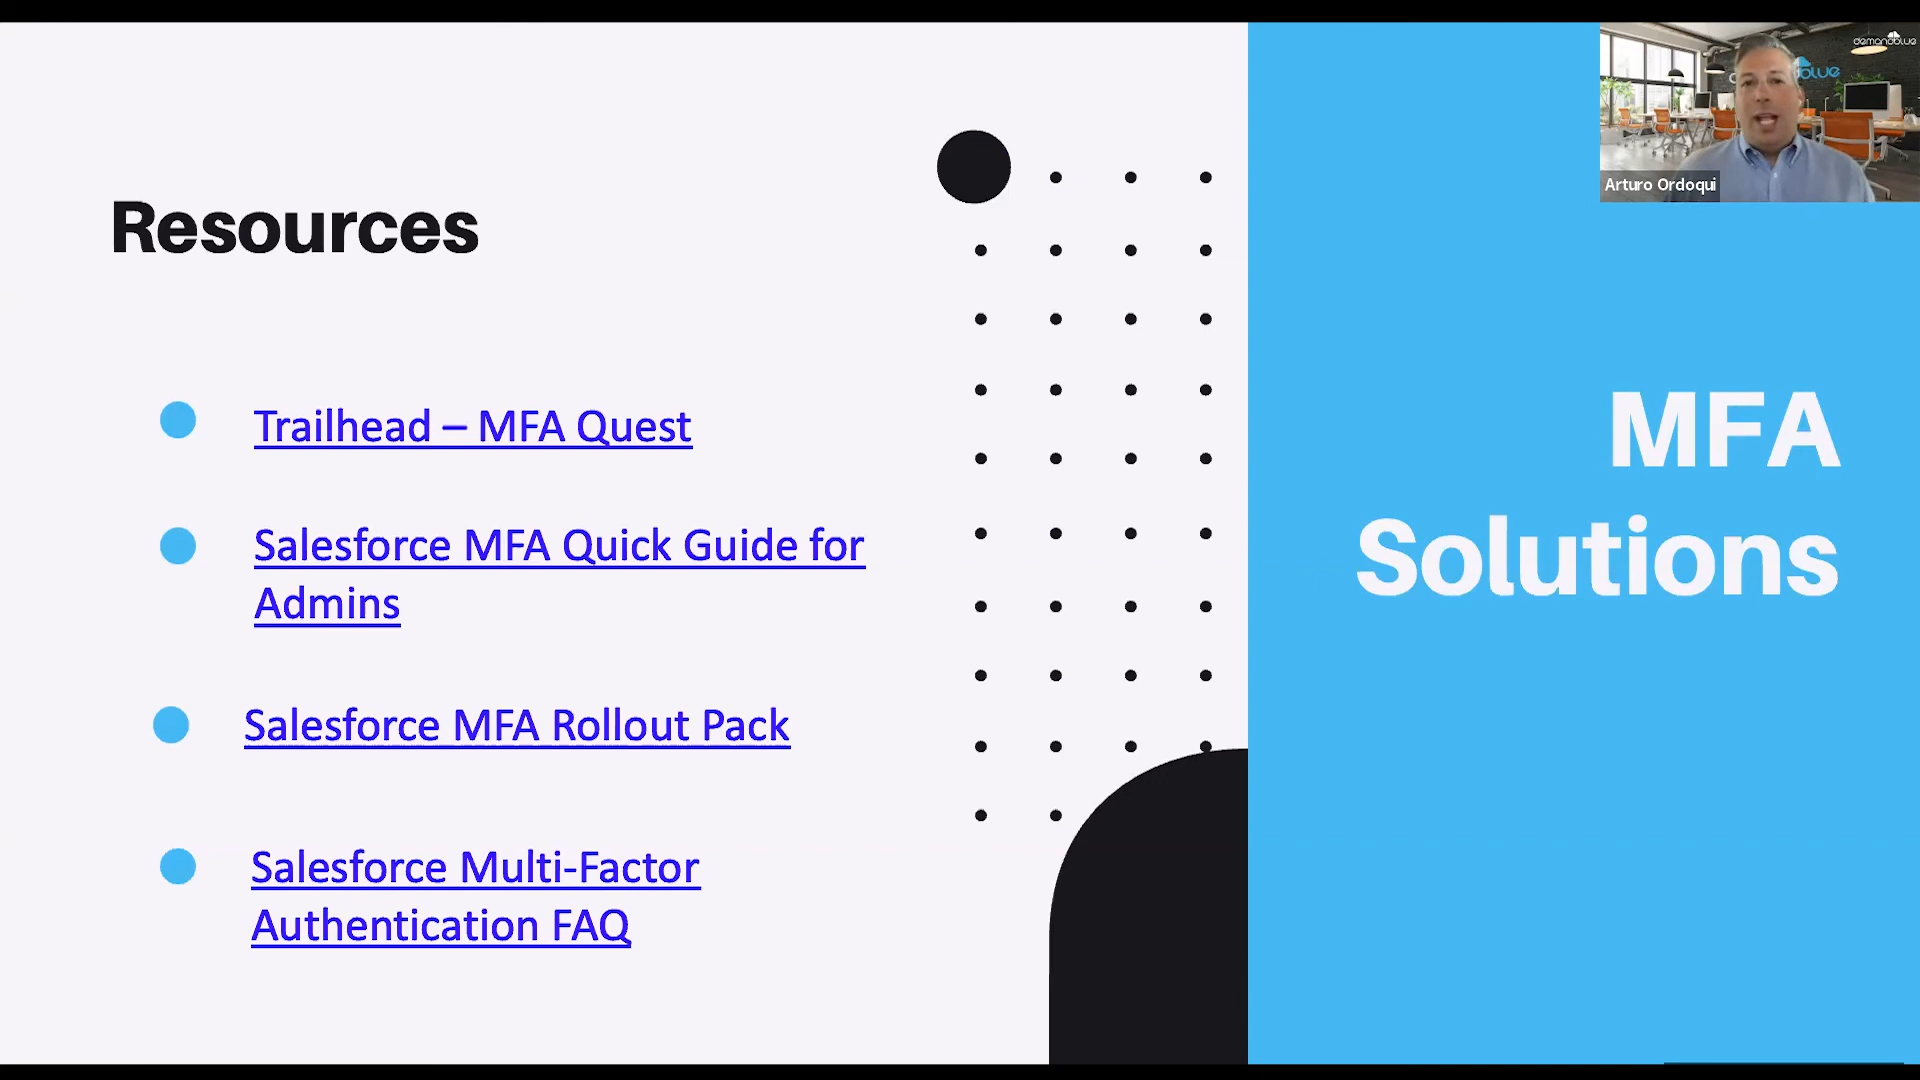 demandblue
blue
Arturo Ordoqui
Resources
Trailhead – MFA Quest
Salesforce MFA Quick Guide for
Admins
Salesforce MFA Rollout Pack
Salesforce Multi-Factor
Authentication FAQ
MFA
Solutions